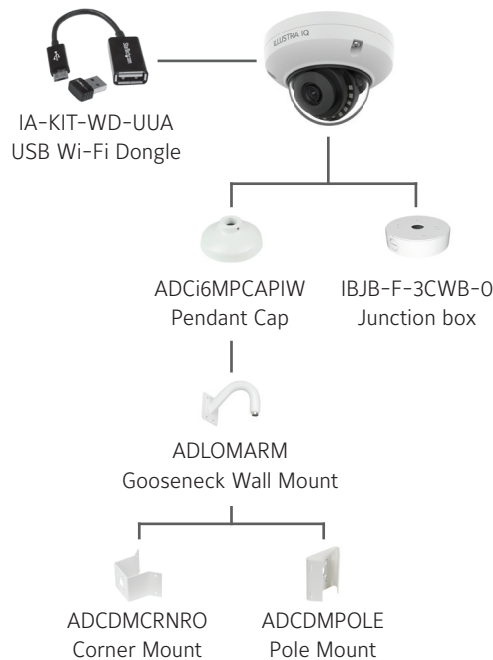 ILLUSTRA IQ
IA-KIT-WD-UUA
USB Wi-Fi Dongle
ADCi6MPCAPIW
Pendant Cap
IBJB-F-3CWB-0
Junction box
ADLOMARM
Gooseneck Wall Mount
ADCDMCRNRO
Corner Mount
ADCDMPOLE
Pole Mount